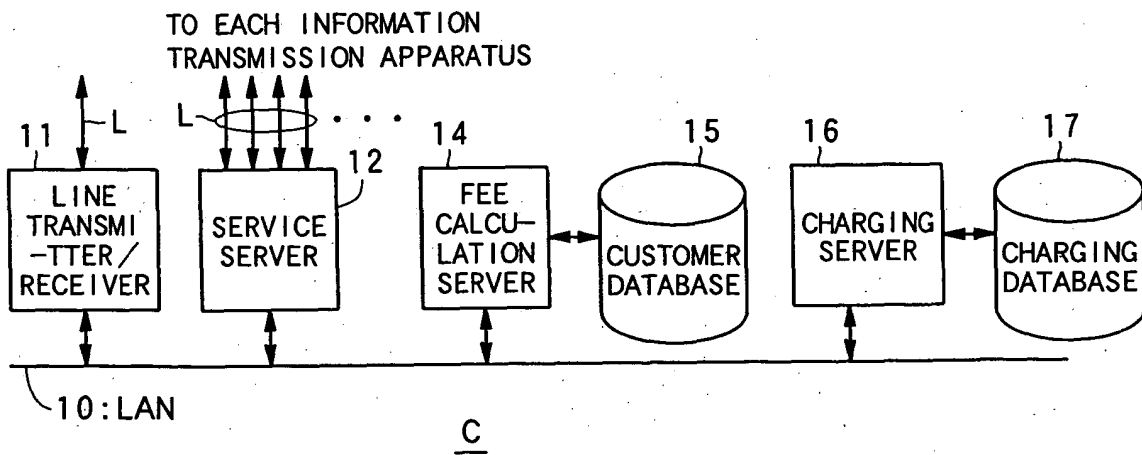 TO EACH INFORMATION
TRANSMISSION APPARATUS
L
L
· · ·
11
LINE
TRANSMI-
-TTER/
RECEIVER
12
SERVICE
SERVER
14
FEE
CALCU-
LATION
SERVER
15
CUSTOMER
DATABASE
16
CHARGING
SERVER
17
CHARGING
DATABASE
10:LAN
C